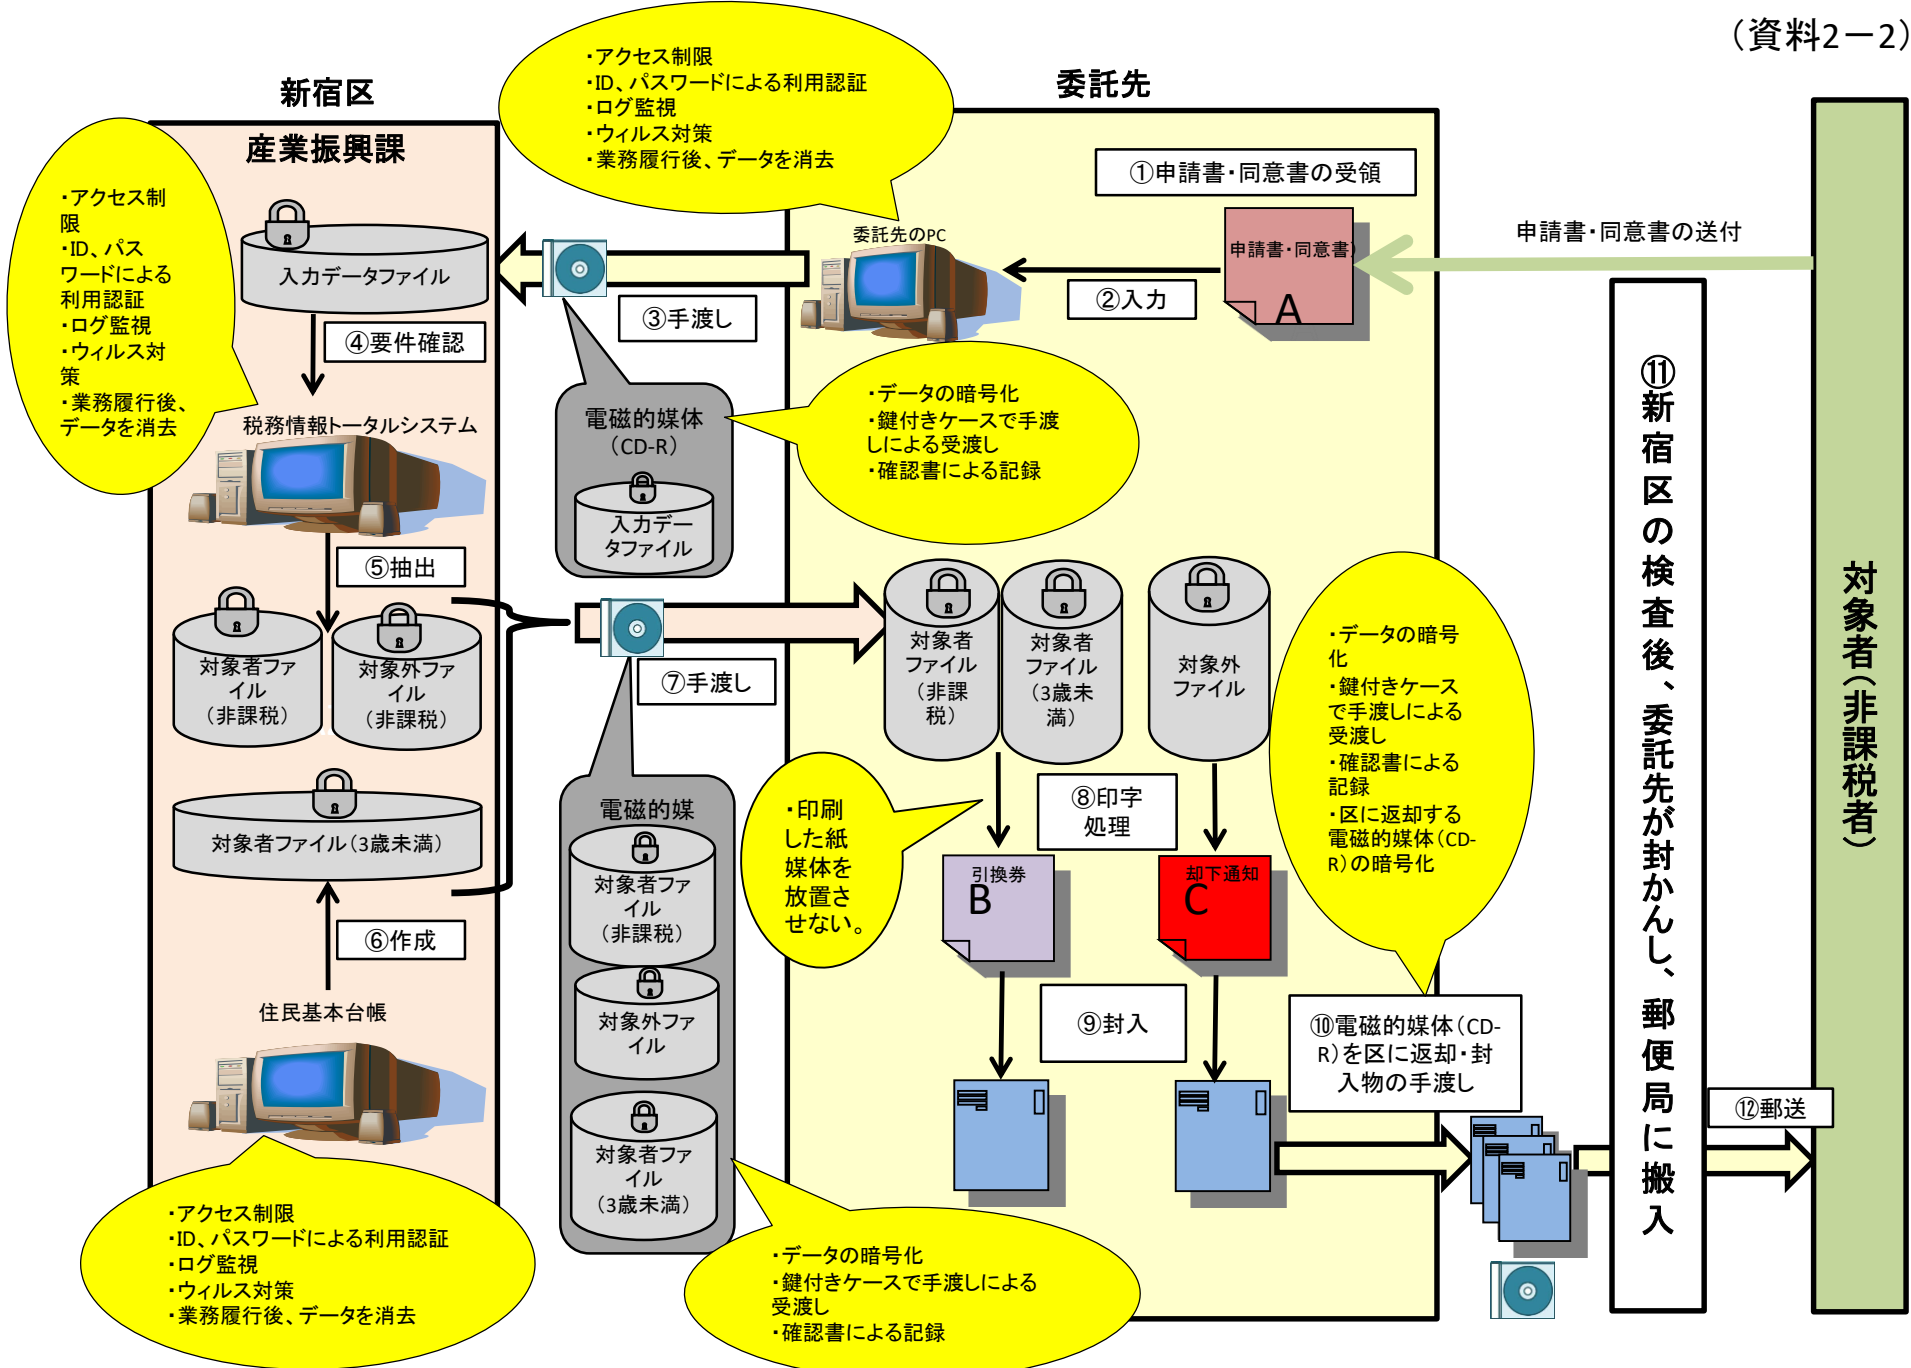 （資料2－2）
新宿区
委託先
産業振興課
・アクセス制限
・ID、パスワードによる利用認証
・ログ監視
・ウィルス対策
・業務履行後、データを消去
①申請書・同意書の受領
・アクセス制
限
・ID、パス
ワードによる
利用認証
・ログ監視
・ウィルス対
策
・業務履行後、
データを消去
入力データファイル
委託先のPC
申請書・同意書）
A
申請書・同意書の送付
②入力
③手渡し
④要件確認
税務情報トータルシステム
電磁的媒体
（CD-R）
入力デー
タファイル
・データの暗号化
・鍵付きケースで手渡
しによる受渡し
・確認書による記録
⑤抽出
対象者ファ
イル
（非課税）
対象外ファ
イル
（非課税）
⑦手渡し
対象者
ファイル
（非課
税）
対象者
ファイル
（3歳未
満）
対象外
ファイル
・データの暗号
化
・鍵付きケース
で手渡しによる
受渡し
・確認書による
記録
・区に返却する
電磁的媒体（CD-
R）の暗号化
対象者ファイル（3歳未満）
電磁的媒
対象者ファ
イル
（非課税）
対象外ファ
イル
対象者ファ
イル
（3歳未満）
・印刷
した紙
媒体を
放置さ
せない。
⑧印字
処理
引換券
B
却下通知
C
⑥作成
住民基本台帳
⑨封入
⑩電磁的媒体（CD-
R）を区に返却・封
入物の手渡し
⑪新宿区の検査後、委託先が封かんし、郵便局に搬入
⑫郵送
対象者（非課税者）
・アクセス制限
・ID、パスワードによる利用認証
・ログ監視
・ウィルス対策
・業務履行後、データを消去
・データの暗号化
・鍵付きケースで手渡しによる
受渡し
・確認書による記録